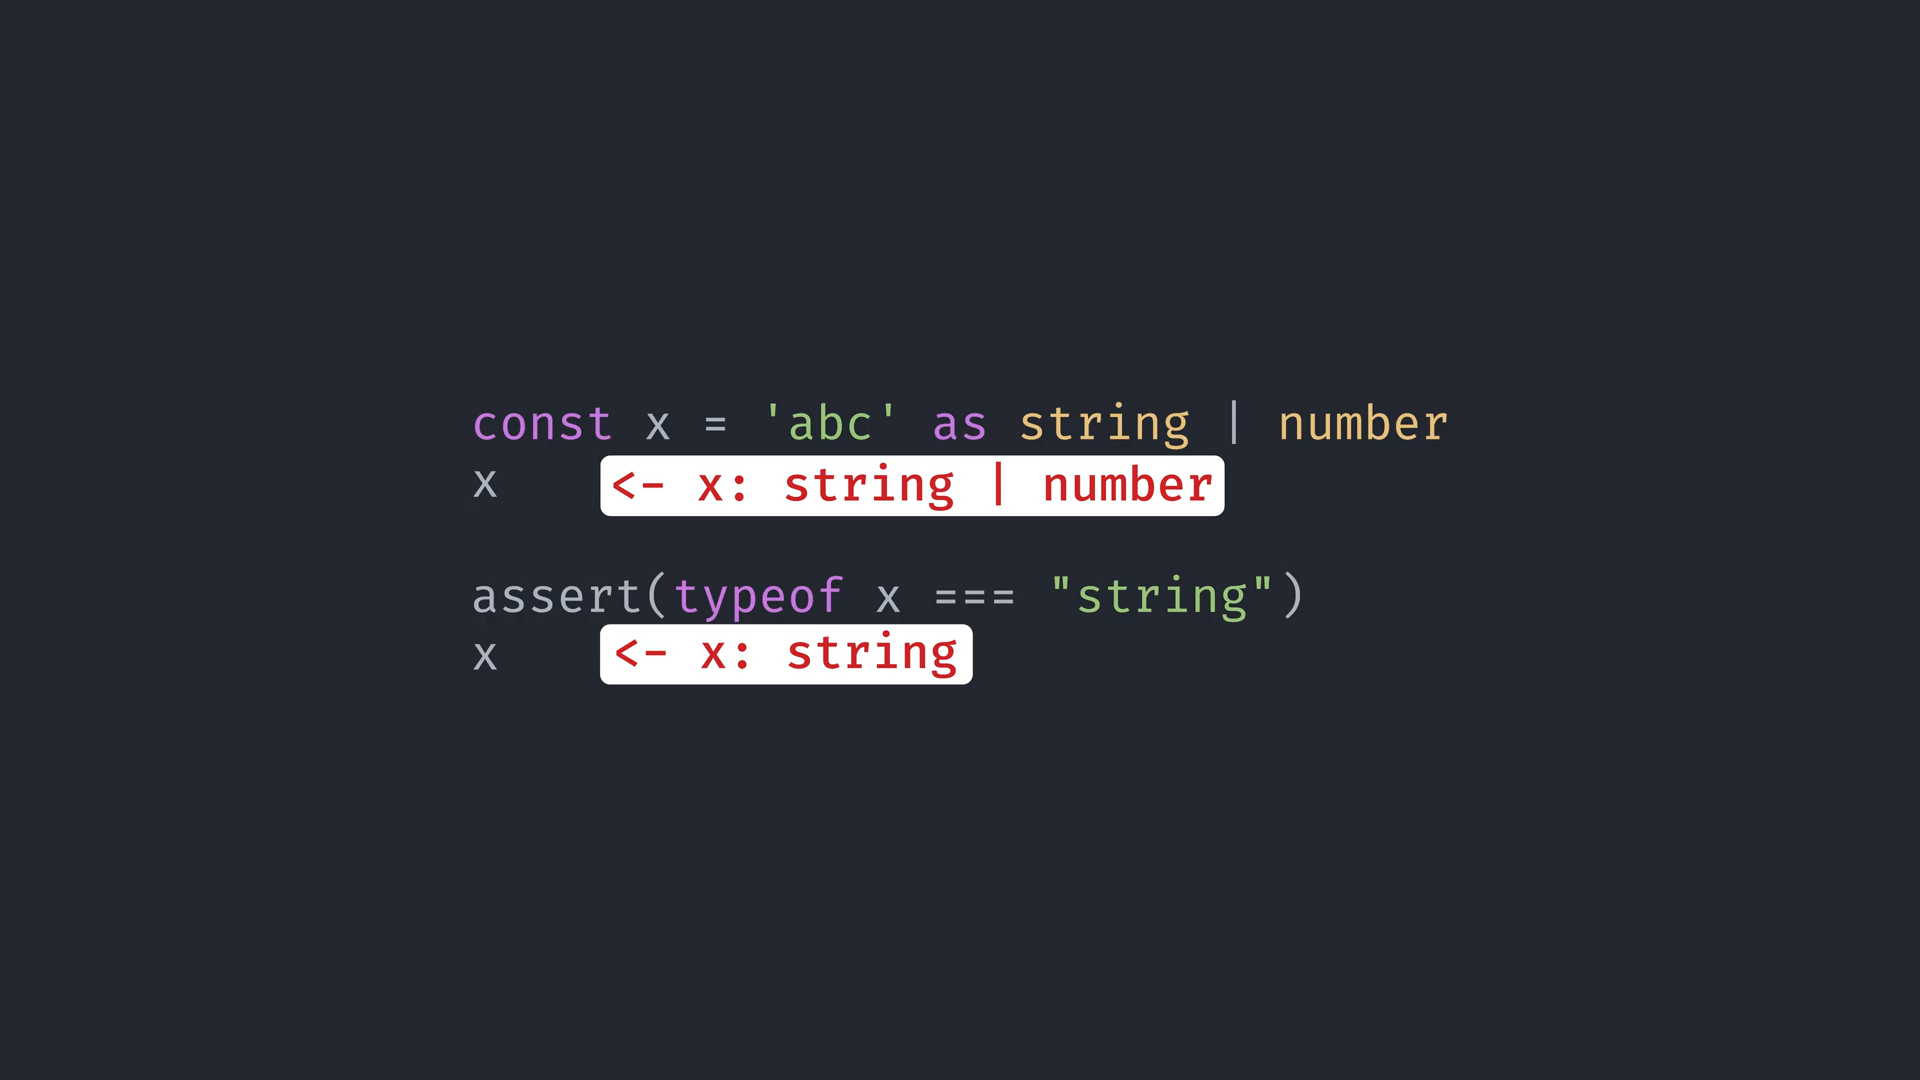 const x = 'abc' as string | number
x <- x: string | number
assert(typeof x === "string")
x <- x: string